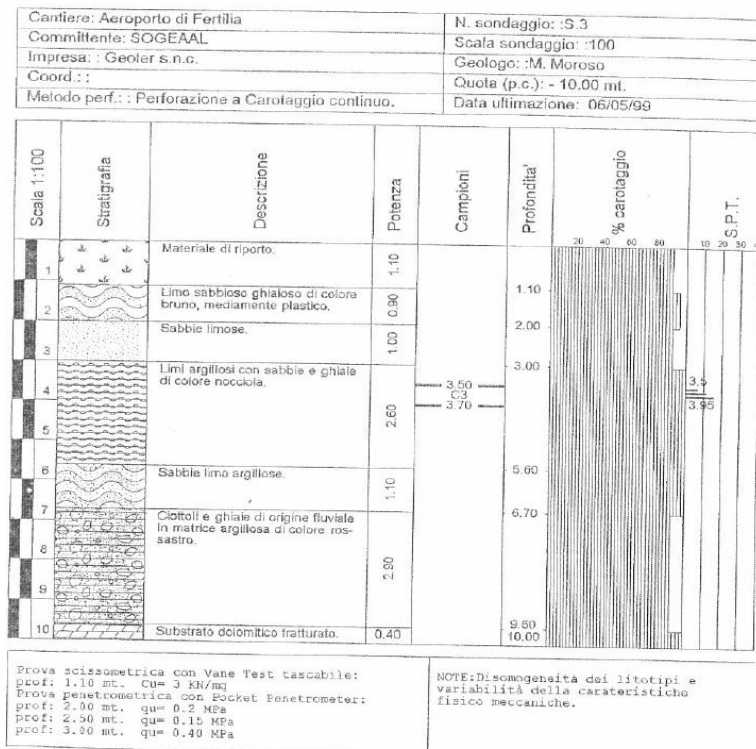 Cantiere: Aeroporto di Fertilia
N. sondaggio: :S.3
Committente: SOGEAAL
Scala sondaggio: :100
Impresa: : Geoter s.n.c.
Geologo: :M. Moroso
Coord.: :
Quota (p.c.): - 10.00 mt.
Metodo perf.: : Perforazione a Carotaggio continuo.
Data ultimazione: 06/05/99
Scala 1:100
Stratigrafia
Descrizione
Potenza
Campioni
Profondita'
% carotaggio
S.P.T.
20 40 60 80
10 20 30
1
Materiale di riporto.
1.10
1.10
2
Limo sabbioso ghiaioso di colore
bruno, mediamente plastico.
0.90
2.00
3
Sabbie limose.
1.00
3.00
4
5
Limi argillosi con sabbie e ghiaie
di colore nocciola.
2.60
3.50
C3
3.70
3.5
3.95
5.60
6
Sabbie limo argillose.
1.10
6.70
7
8
9
Ciottoli e ghiaie di origine fluviale
in matrice argillosa di colore ros-
sastro.
2.90
9.60
10
Substrato dolomitico fratturato.
0.40
10.00
Prova scissometrica con Vane Test tascabile:
prof: 1.10 mt. Cu= 3 KN/mq
Prova penetrometrica con Pocket Penetrometer:
prof: 2.00 mt. qu= 0.2 MPa
prof: 2.50 mt. qu= 0.15 MPa
prof: 3.00 mt. qu= 0.40 MPa
NOTE:Disomogeneità dei litotipi e
variabilità della carateristiche
fisico meccaniche.